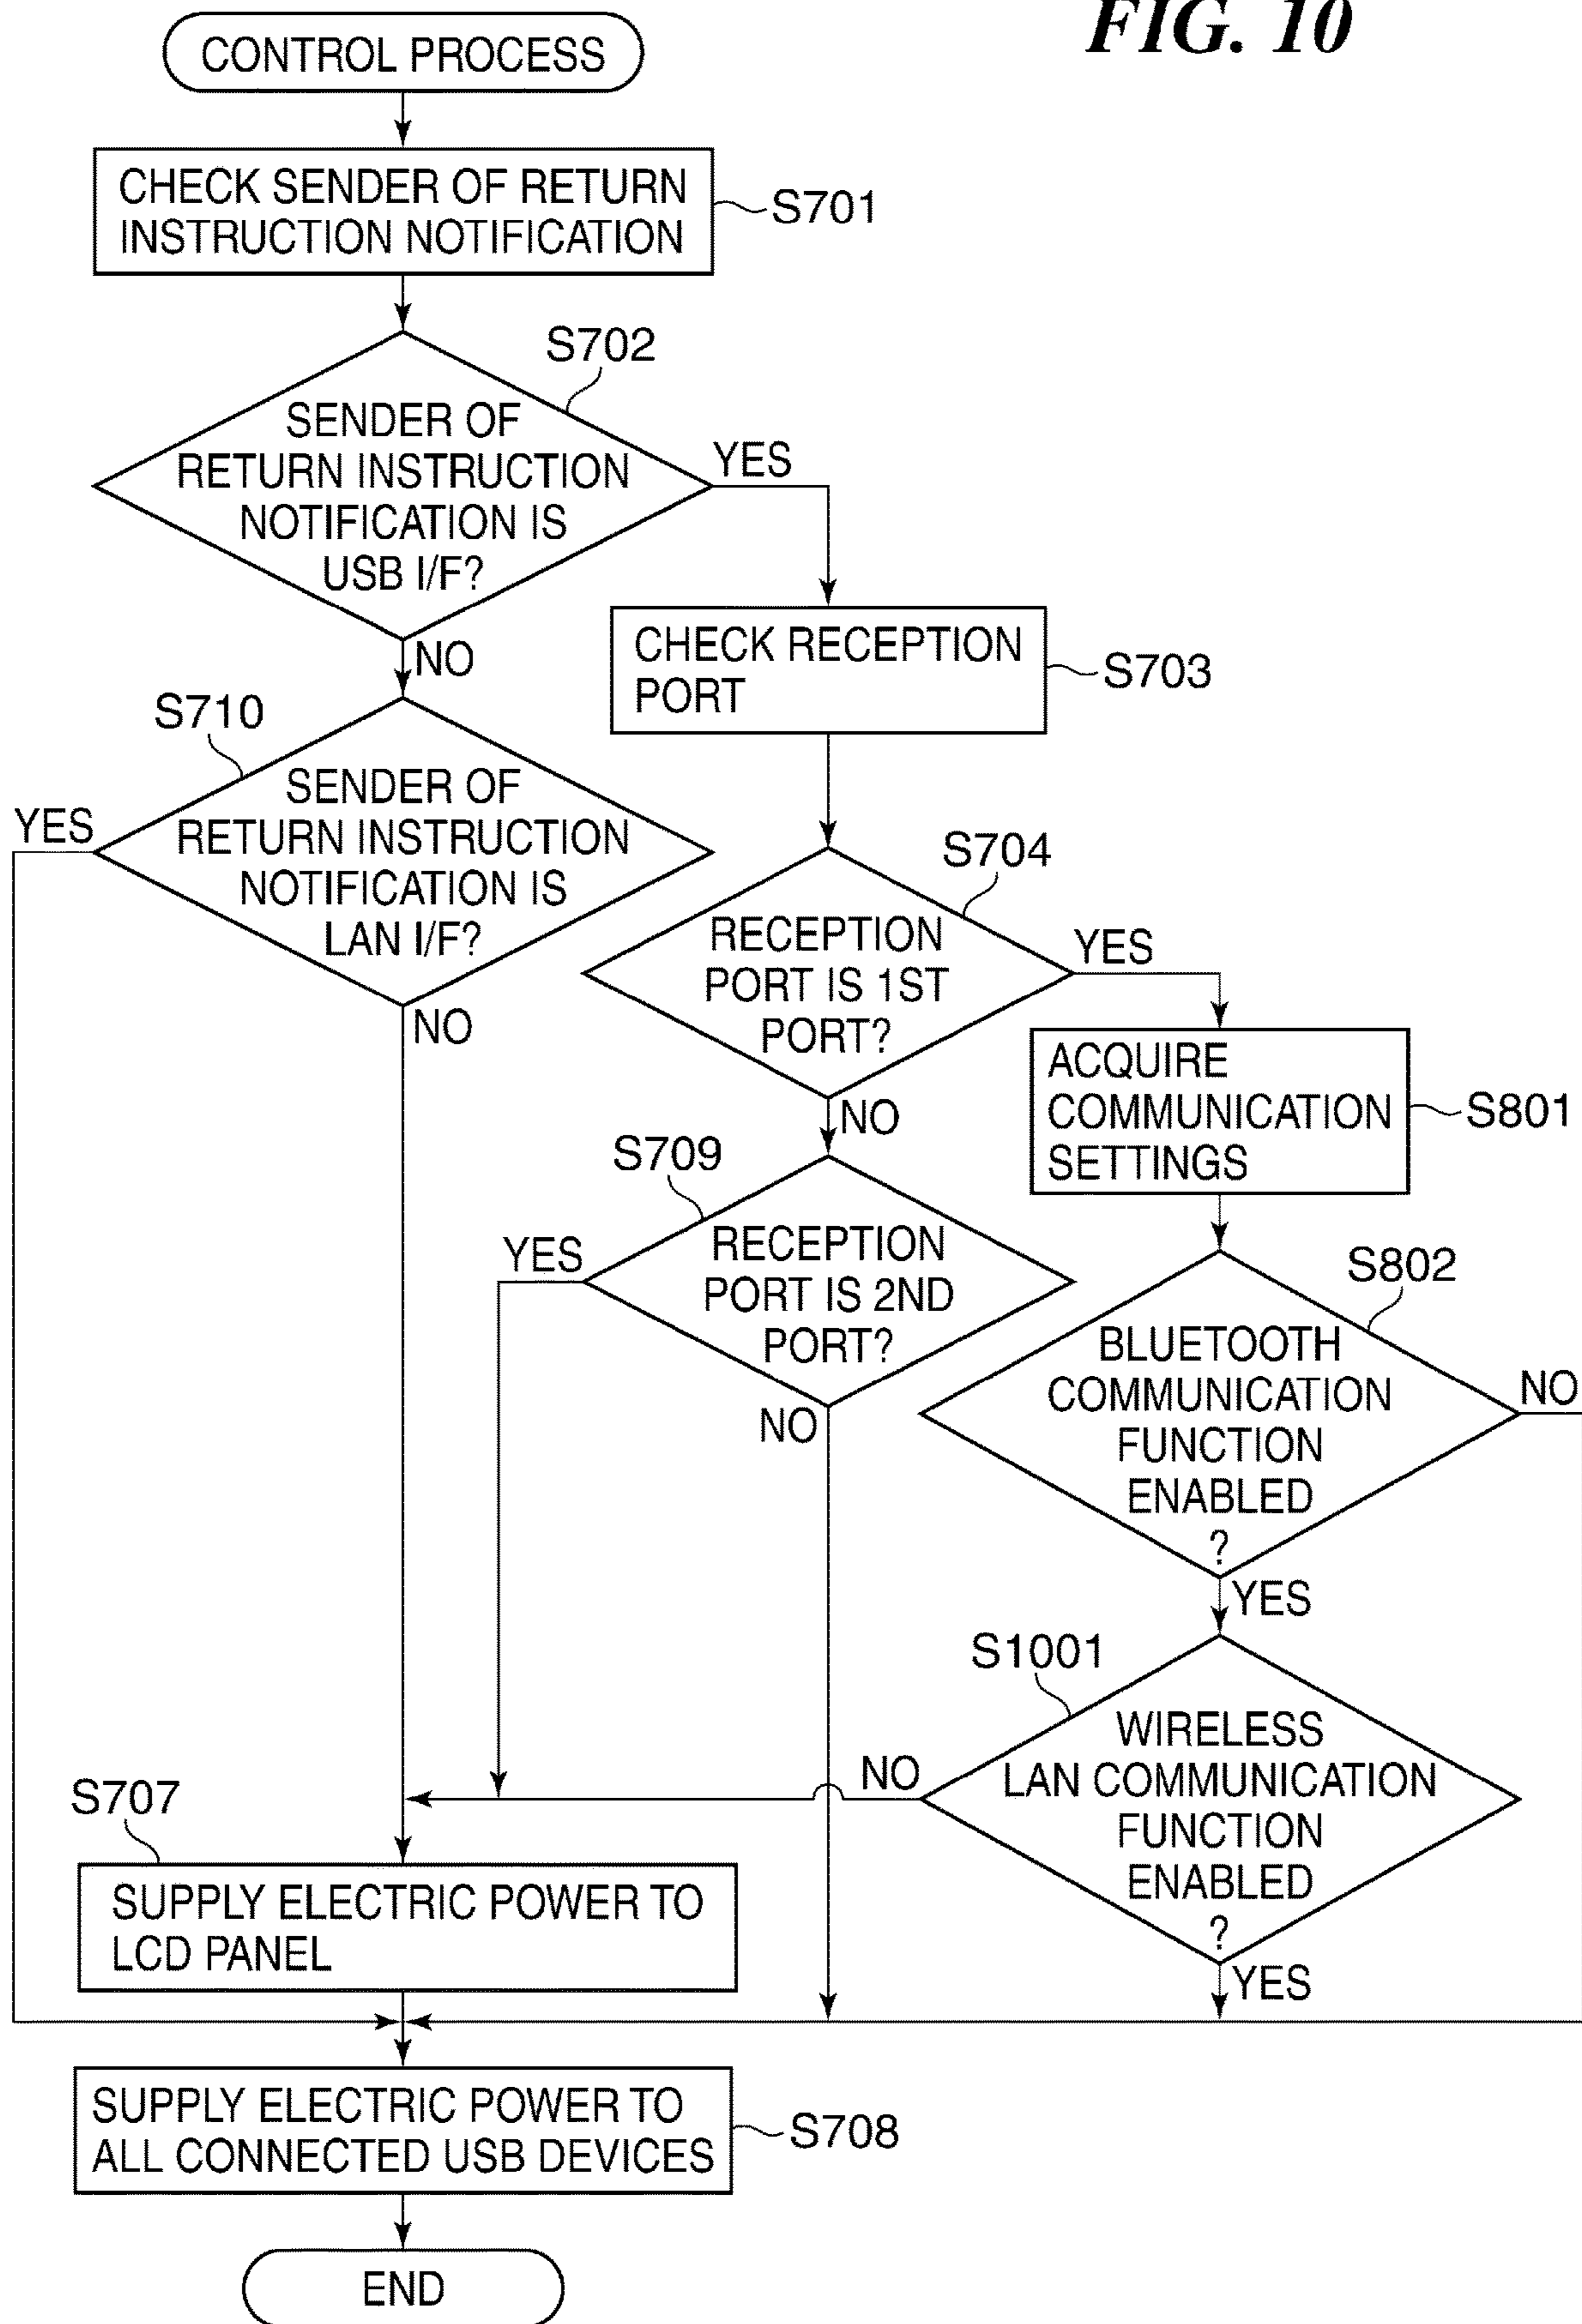 FIG. 10
CONTROL PROCESS
CHECK SENDER OF RETURN
INSTRUCTION NOTIFICATION
S701
S702
SENDER OF
RETURN INSTRUCTION
NOTIFICATION IS
USB I/F?
YES
NO
CHECK RECEPTION
PORT
S703
S710
SENDER OF
RETURN INSTRUCTION
NOTIFICATION IS
LAN I/F?
YES
NO
S704
RECEPTION
PORT IS 1ST
PORT?
YES
NO
ACQUIRE
COMMUNICATION
SETTINGS
S801
S709
RECEPTION
PORT IS 2ND
PORT?
YES
NO
S802
BLUETOOTH
COMMUNICATION
FUNCTION
ENABLED
?
NO
YES
S1001
WIRELESS
LAN COMMUNICATION
FUNCTION
ENABLED
?
NO
YES
S707
SUPPLY ELECTRIC POWER TO
LCD PANEL
SUPPLY ELECTRIC POWER TO
ALL CONNECTED USB DEVICES
S708
END